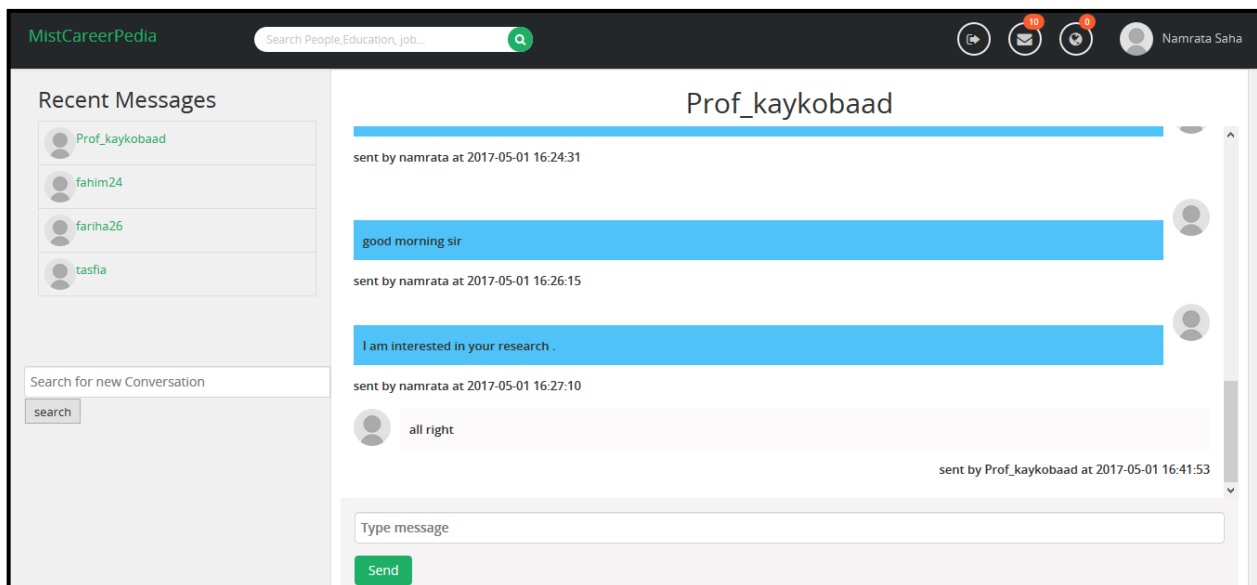 MistCareerPedia
Search People,Education, job...
10
0
Namrata Saha
Recent Messages
Prof_kaykobaad
fahim24
fariha26
tasfia
Search for new Conversation
search
Prof_kaykobaad
sent by namrata at 2017-05-01 16:24:31
good morning sir
sent by namrata at 2017-05-01 16:26:15
I am interested in your research .
sent by namrata at 2017-05-01 16:27:10
all right
sent by Prof_kaykobaad at 2017-05-01 16:41:53
Type message
Send